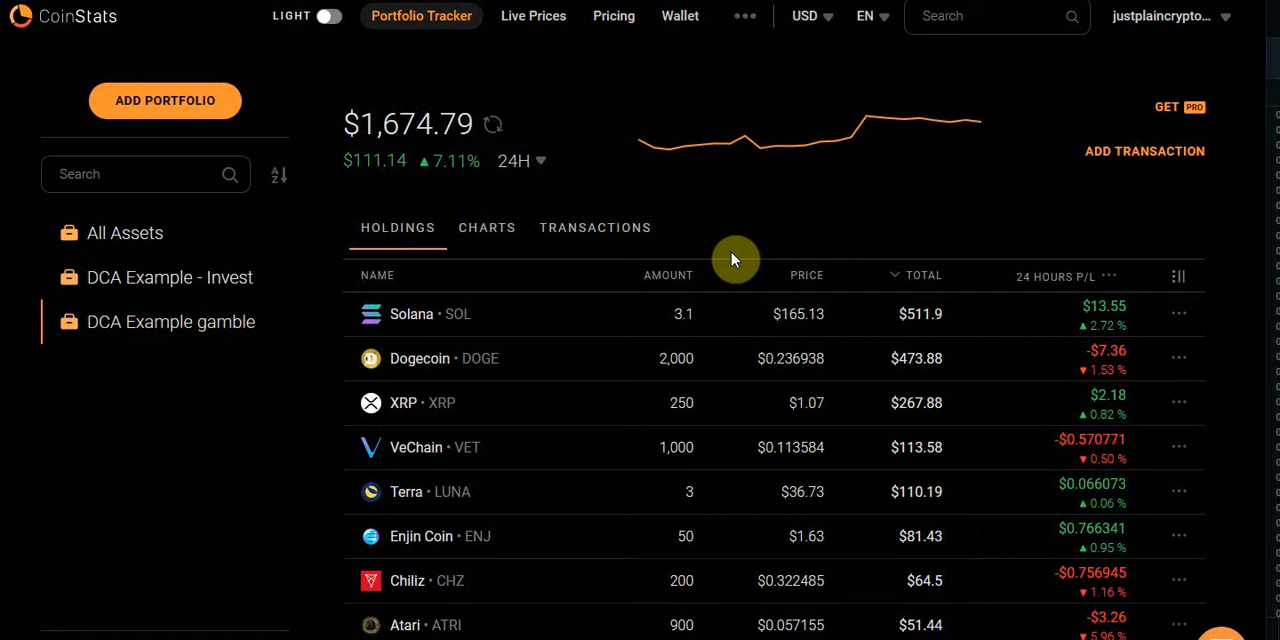 CoinStats
LIGHT
Portfolio Tracker
Live Prices
Pricing
Wallet
USD
EN
Search
justplaincrypto...
ADD PORTFOLIO
Search
All Assets
DCA Example - Invest
DCA Example gamble
$1,674.79
$111.14 ▲ 7.11% 24H
GET PRO
ADD TRANSACTION
HOLDINGS CHARTS TRANSACTIONS
NAME AMOUNT PRICE TOTAL 24 HOURS P/L
Solana • SOL 3.1 $165.13 $511.9 $13.55
▲ 2.72 %
Dogecoin • DOGE 2,000 $0.236938 $473.88 -$7.36
▼ 1.53 %
XRP • XRP 250 $1.07 $267.88 $2.18
▲ 0.82 %
VeChain • VET 1,000 $0.113584 $113.58 -$0.570771
▼ 0.50 %
Terra • LUNA 3 $36.73 $110.19 $0.066073
▲ 0.06 %
Enjin Coin • ENJ 50 $1.63 $81.43 $0.766341
▲ 0.95 %
Chiliz • CHZ 200 $0.322485 $64.5 -$0.756945
▼ 1.16 %
Atari • ATRI 900 $0.057155 $51.44 -$3.26
▼ 5.96 %